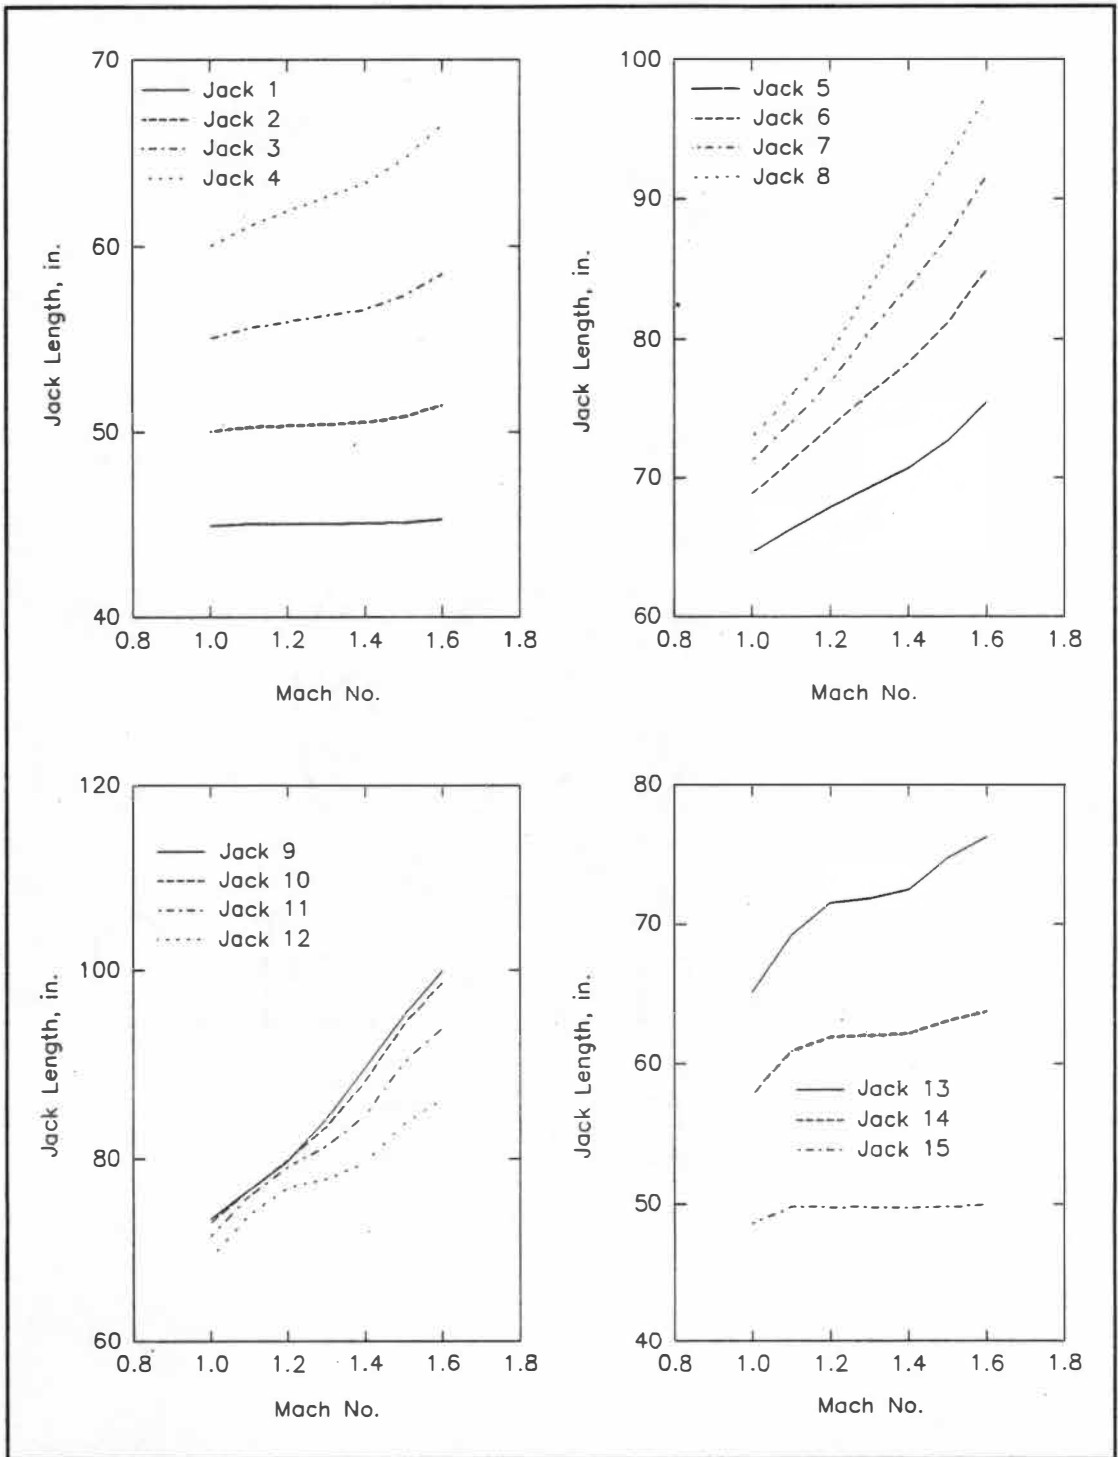 70
60
50
40
Jack Length, in.
Jack 1
Jack 2
Jack 3
Jack 4
0.8 1.0 1.2 1.4 1.6 1.8
Mach No.
100
90
80
70
60
Jack Length, in.
Jack 5
Jack 6
Jack 7
Jack 8
0.8 1.0 1.2 1.4 1.6 1.8
Mach No.
120
100
80
60
Jack Length, in.
Jack 9
Jack 10
Jack 11
Jack 12
0.8 1.0 1.2 1.4 1.6 1.8
Mach No.
80
70
60
50
40
Jack Length, in.
Jack 13
Jack 14
Jack 15
0.8 1.0 1.2 1.4 1.6 1.8
Mach No.